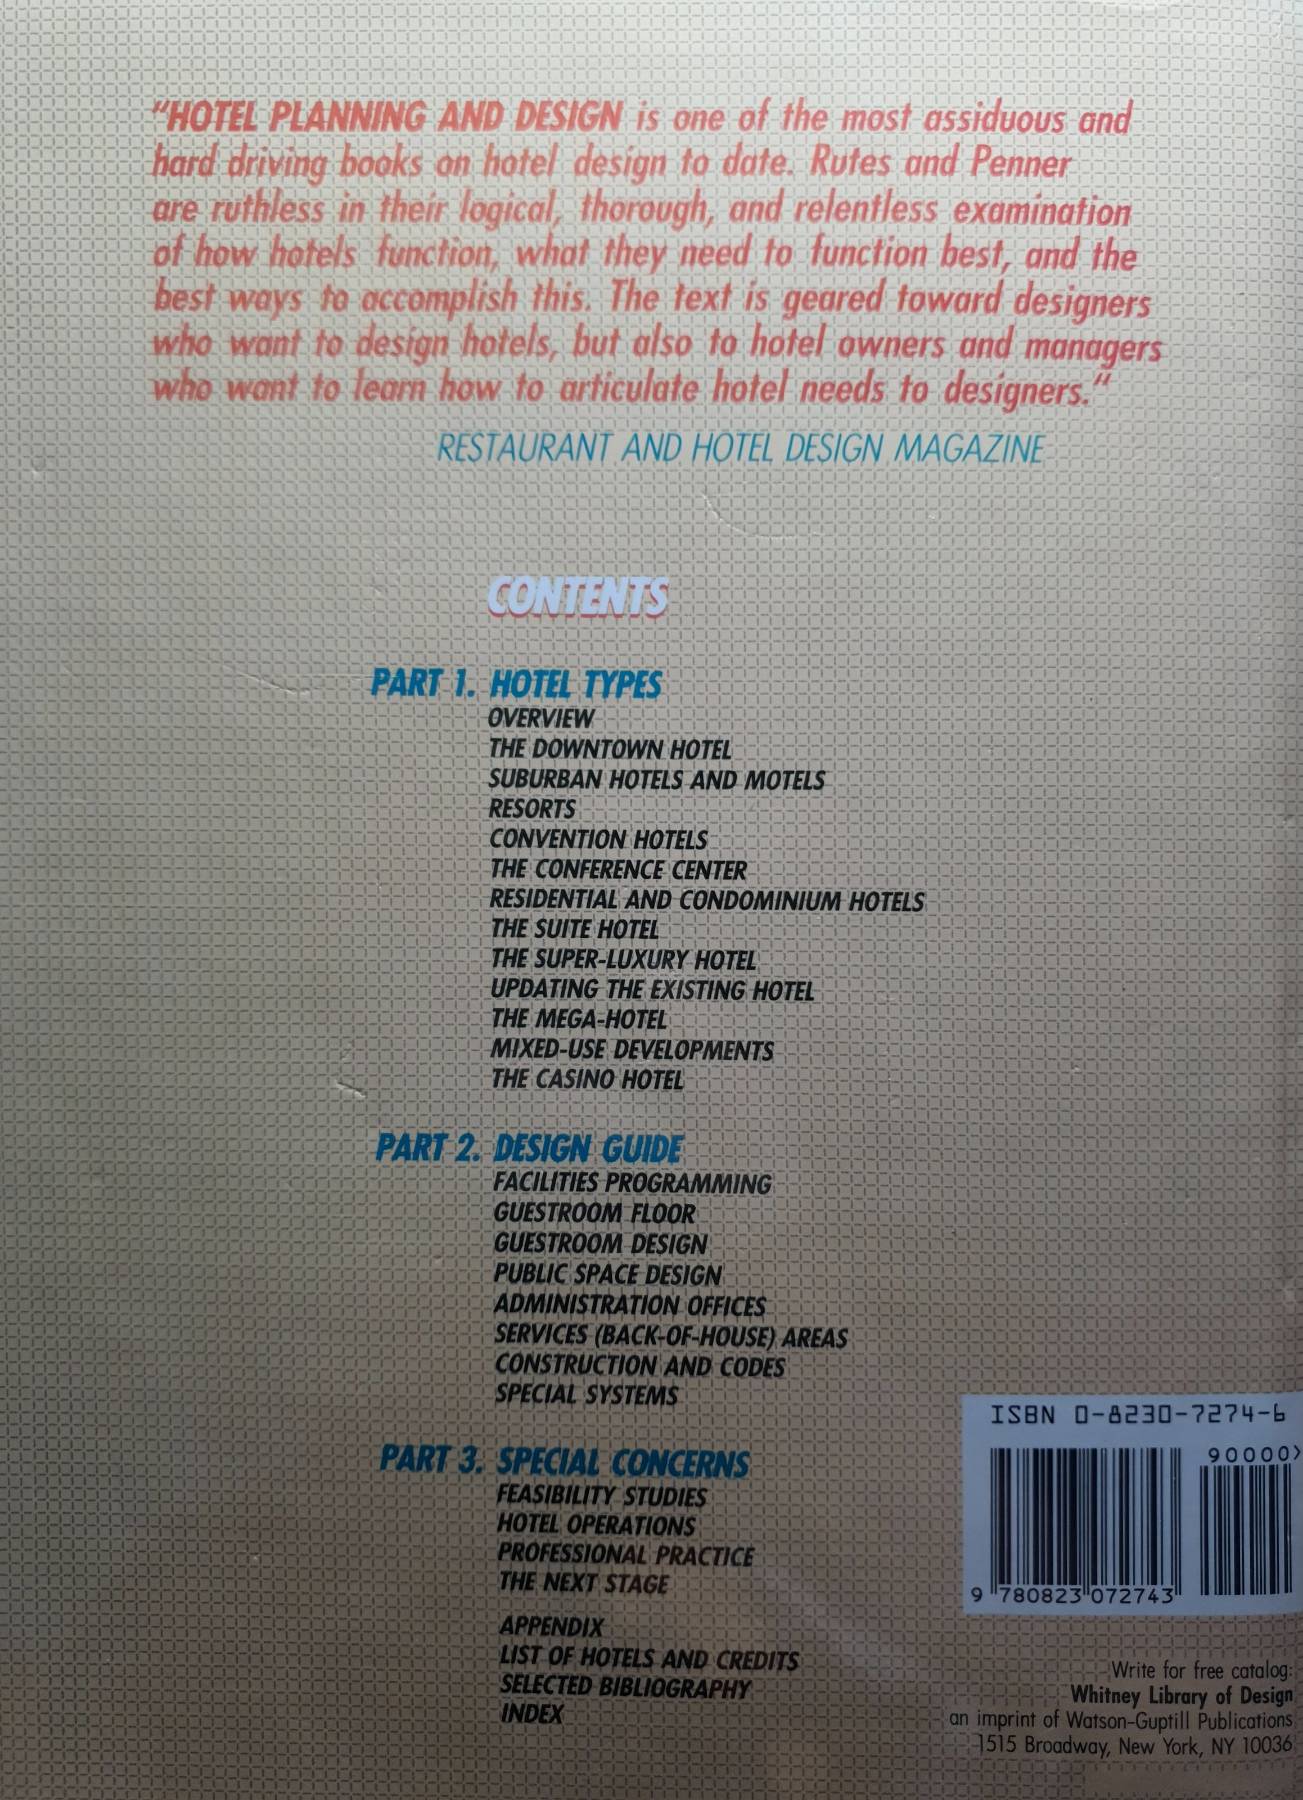 “HOTEL PLANNING AND DESIGN is one of the most assiduous and
hard driving books on hotel design to date. Rutes and Penner
are ruthless in their logical, thorough, and relentless examination
of how hotels function, what they need to function best, and the
best ways to accomplish this. The text is geared toward designers
who want to design hotels, but also to hotel owners and managers
who want to learn how to articulate hotel needs to designers.”
RESTAURANT AND HOTEL DESIGN MAGAZINE
CONTENTS
PART 1. HOTEL TYPES
OVERVIEW
THE DOWNTOWN HOTEL
SUBURBAN HOTELS AND MOTELS
RESORTS
CONVENTION HOTELS
THE CONFERENCE CENTER
RESIDENTIAL AND CONDOMINIUM HOTELS
THE SUITE HOTEL
THE SUPER-LUXURY HOTEL
UPDATING THE EXISTING HOTEL
THE MEGA-HOTEL
MIXED-USE DEVELOPMENTS
THE CASINO HOTEL
PART 2. DESIGN GUIDE
FACILITIES PROGRAMMING
GUESTROOM FLOOR
GUESTROOM DESIGN
PUBLIC SPACE DESIGN
ADMINISTRATION OFFICES
SERVICES (BACK-OF-HOUSE) AREAS
CONSTRUCTION AND CODES
SPECIAL SYSTEMS
PART 3. SPECIAL CONCERNS
FEASIBILITY STUDIES
HOTEL OPERATIONS
PROFESSIONAL PRACTICE
THE NEXT STAGE
APPENDIX
LIST OF HOTELS AND CREDITS
SELECTED BIBLIOGRAPHY
INDEX
ISBN 0-8230-7274-6
90000>
9 780823 072743
Write for free catalog:
Whitney Library of Design
an imprint of Watson-Guptill Publications
1515 Broadway, New York, NY 10036